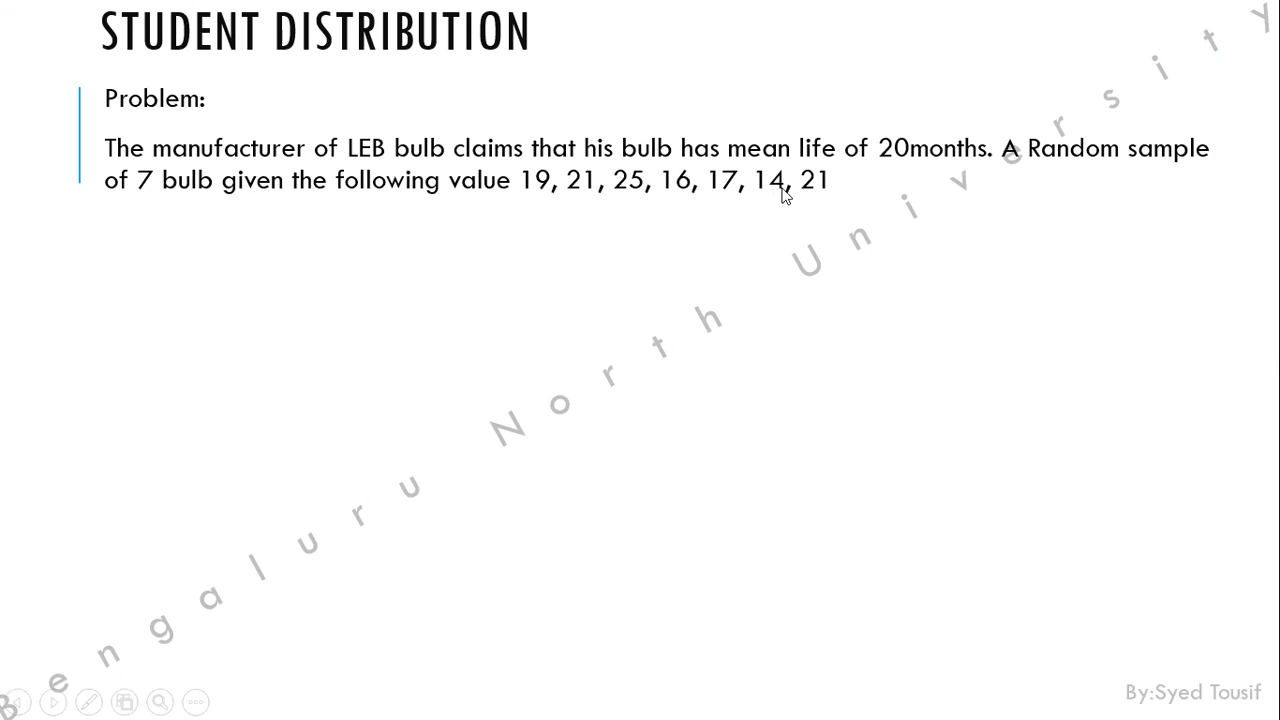 STUDENT DISTRIBUTION
Problem:
The manufacturer of LEB bulb claims that his bulb has mean life of 20months. A Random sample
of 7 bulb given the following value 19, 21, 25, 16, 17, 14, 21
Bengaluru North University
By:Syed Tousif